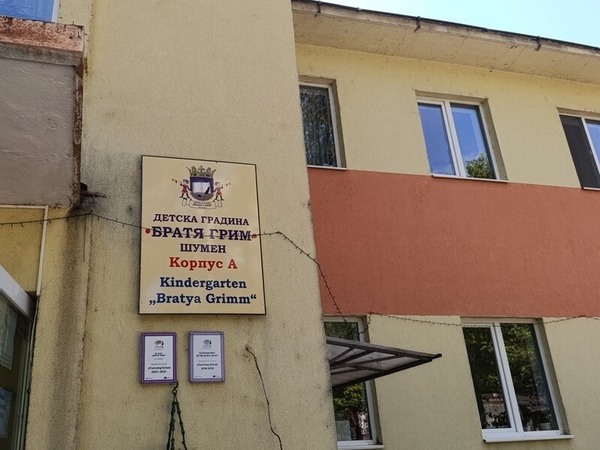 ДЕТСКА ГРАДИНА
БРАТЯ ГРИМ
ШУМЕН
Корпус А
Kindergarten
„Bratya Grimm“